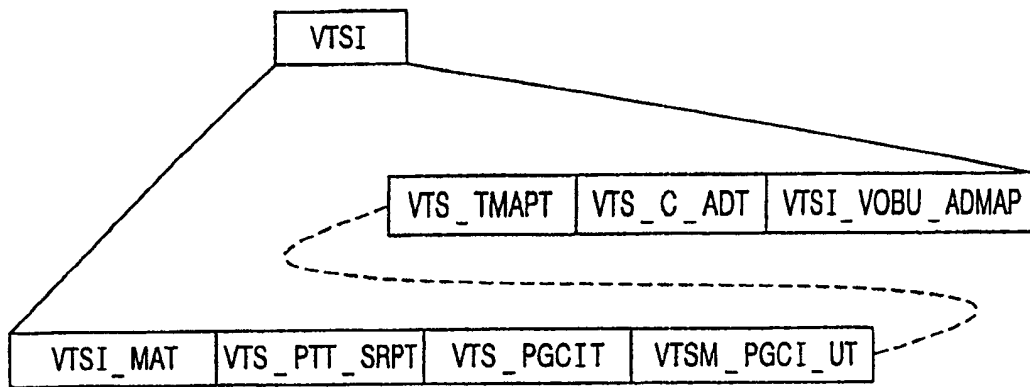 VTSI
VTS_TMAPT VTS_C_ADT VTSI_VOBU_ADMAP
VTSI_MAT VTS_PTT_SRPT VTS_PGCIT VTSM_PGCI_UT